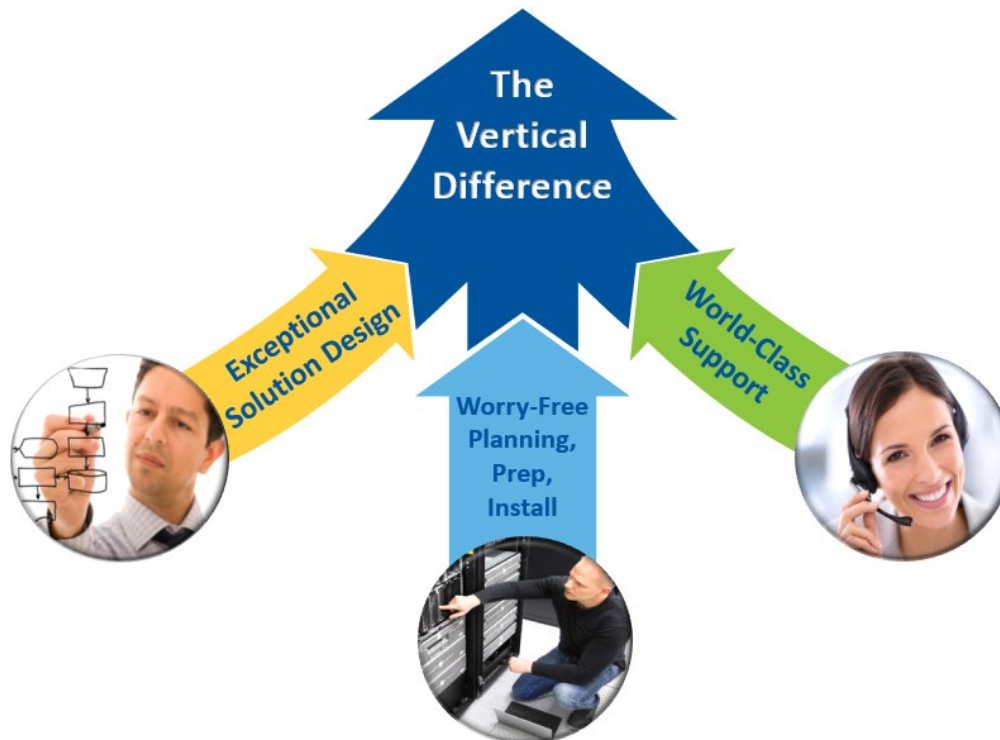 The
Vertical
Difference
Exceptional
Solution Design
Worry-Free
Planning,
Prep,
Install
World-Class
Support